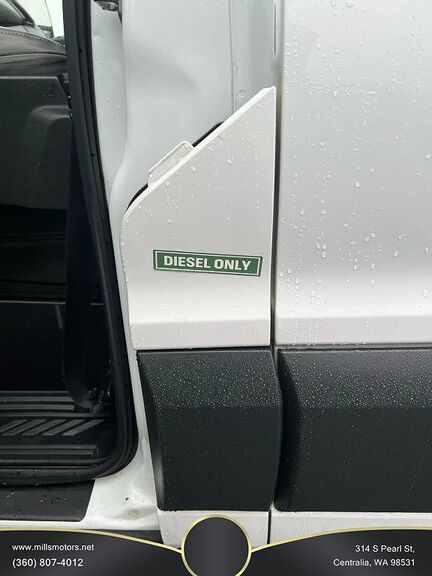 DIESEL ONLY
www.millsmotors.net
(360) 807-4012
314 S Pearl St,
Centralia, WA 98531